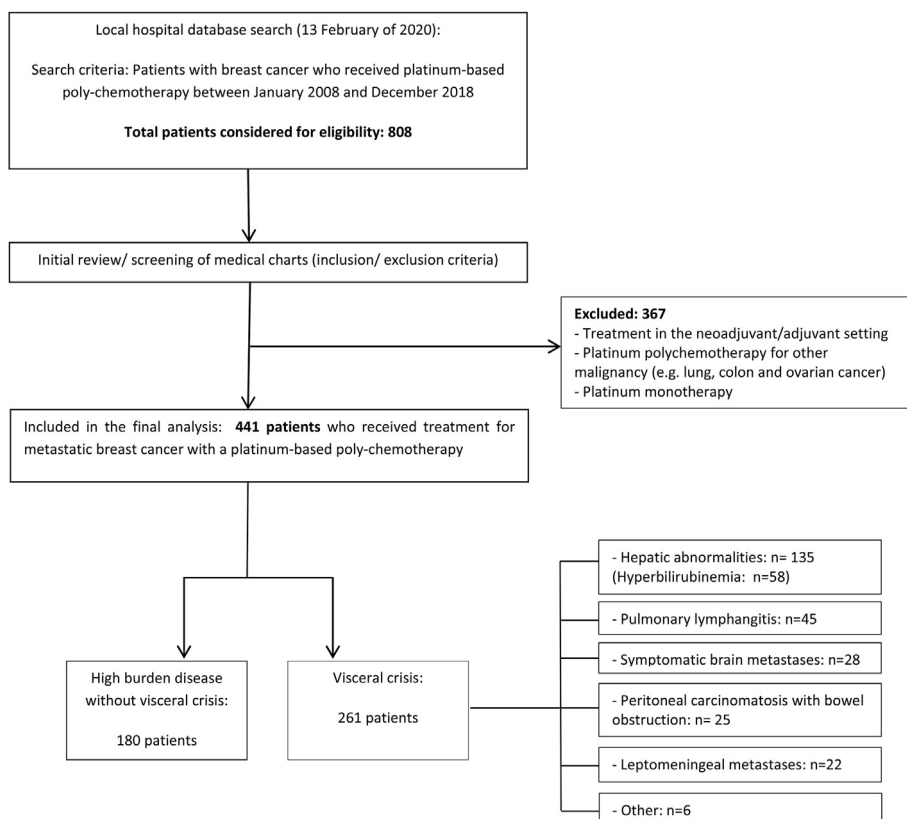 Local hospital database search (13 February of 2020):
Search criteria: Patients with breast cancer who received platinum-based
poly-chemotherapy between January 2008 and December 2018
Total patients considered for eligibility: 808
Initial review/ screening of medical charts (inclusion/ exclusion criteria)
Excluded: 367
- Treatment in the neoadjuvant/adjuvant setting
- Platinum polychemotherapy for other
malignancy (e.g. lung, colon and ovarian cancer)
- Platinum monotherapy
Included in the final analysis: 441 patients who received treatment for
metastatic breast cancer with a platinum-based poly-chemotherapy
High burden disease
without visceral crisis:
180 patients
Visceral crisis:
261 patients
- Hepatic abnormalities: n= 135
(Hyperbilirubinemia: n=58)
- Pulmonary lymphangitis: n=45
- Symptomatic brain metastases: n=28
- Peritoneal carcinomatosis with bowel
obstruction: n= 25
- Leptomeningeal metastases: n=22
- Other: n=6